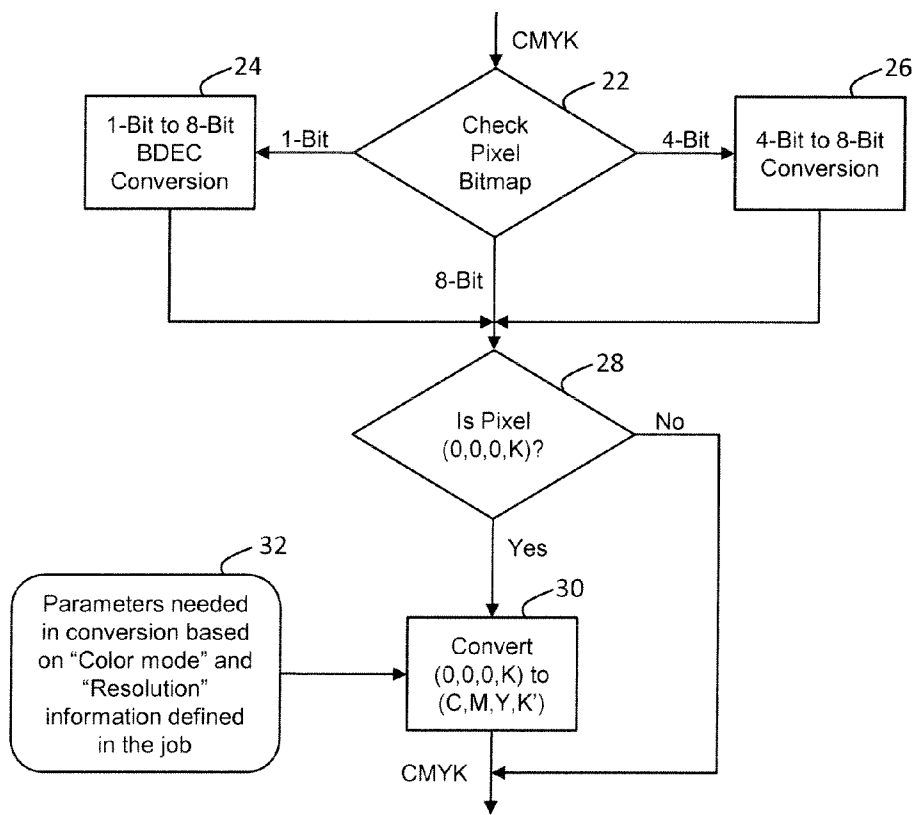 CMYK
24
22
26
1-Bit to 8-Bit
BDEC
Conversion
1-Bit
Check
Pixel
Bitmap
4-Bit
4-Bit to 8-Bit
Conversion
8-Bit
28
Is Pixel
(0,0,0,K)?
No
Yes
32
30
Parameters needed
in conversion based
on “Color mode” and
“Resolution”
information defined
in the job
Convert
(0,0,0,K) to
(C,M,Y,K’)
CMYK